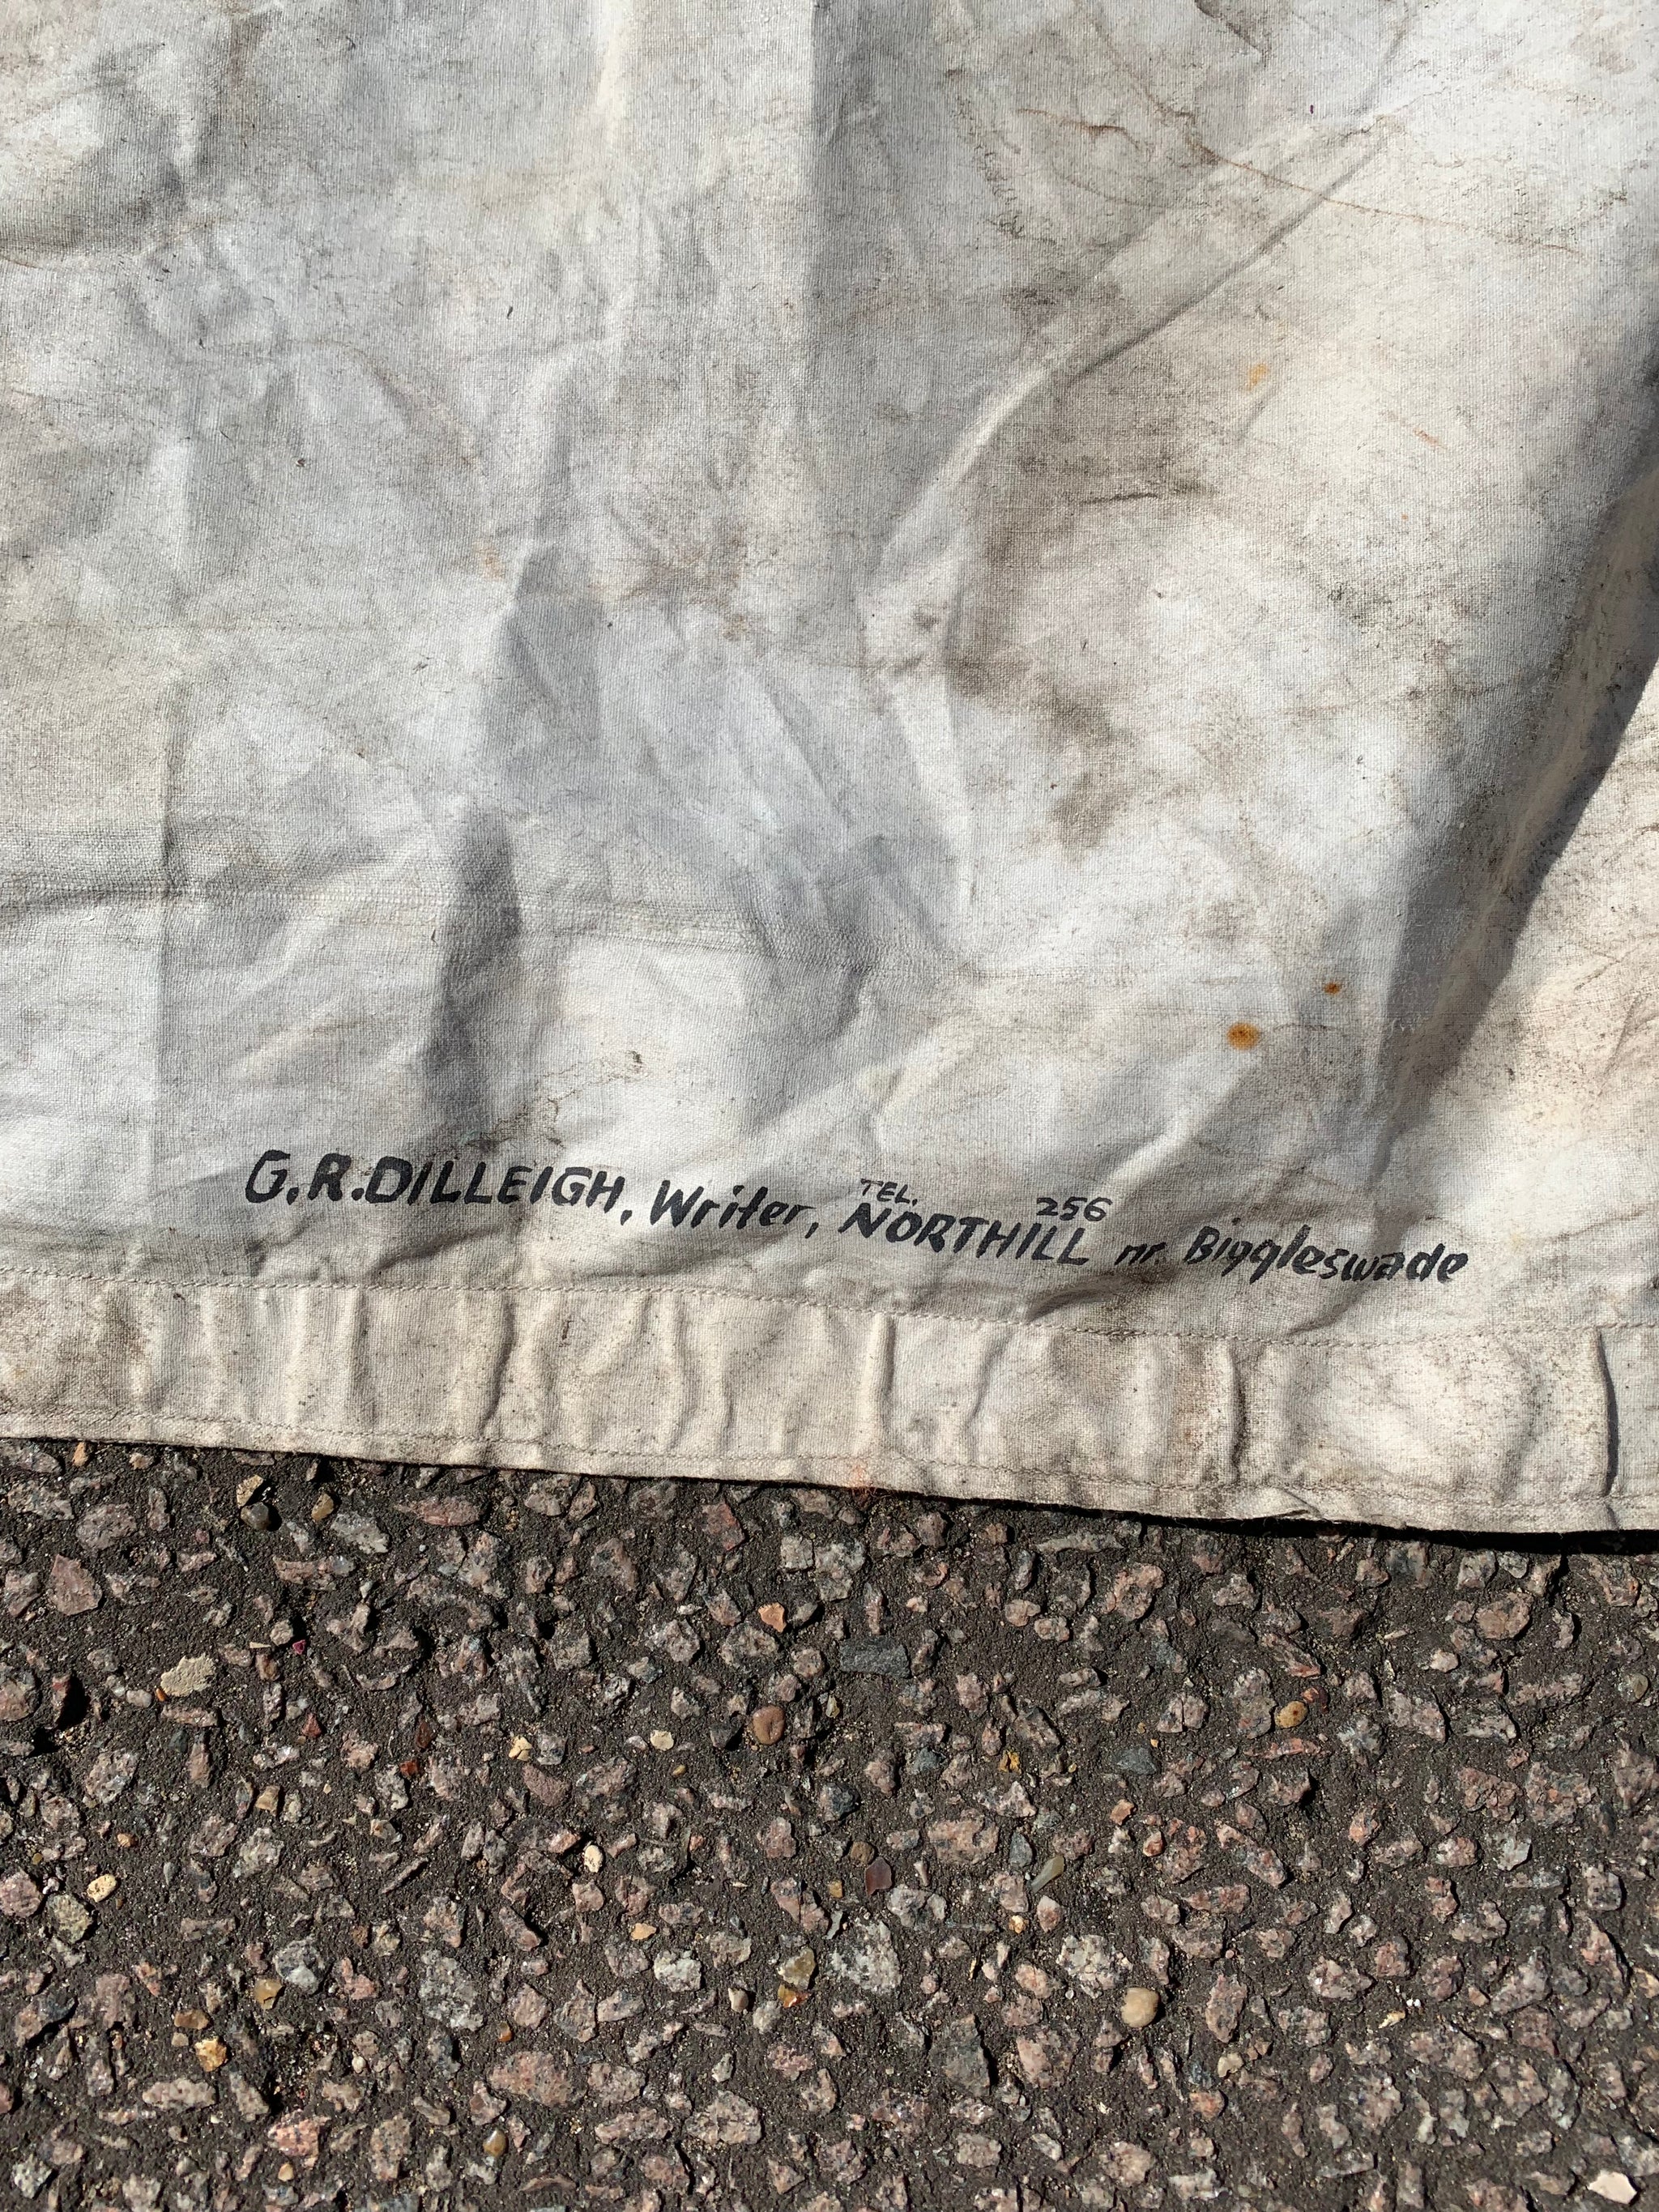 G.R.DILLEIGH, Writer, TEL. NORTHILL 256 nr. Biggleswade